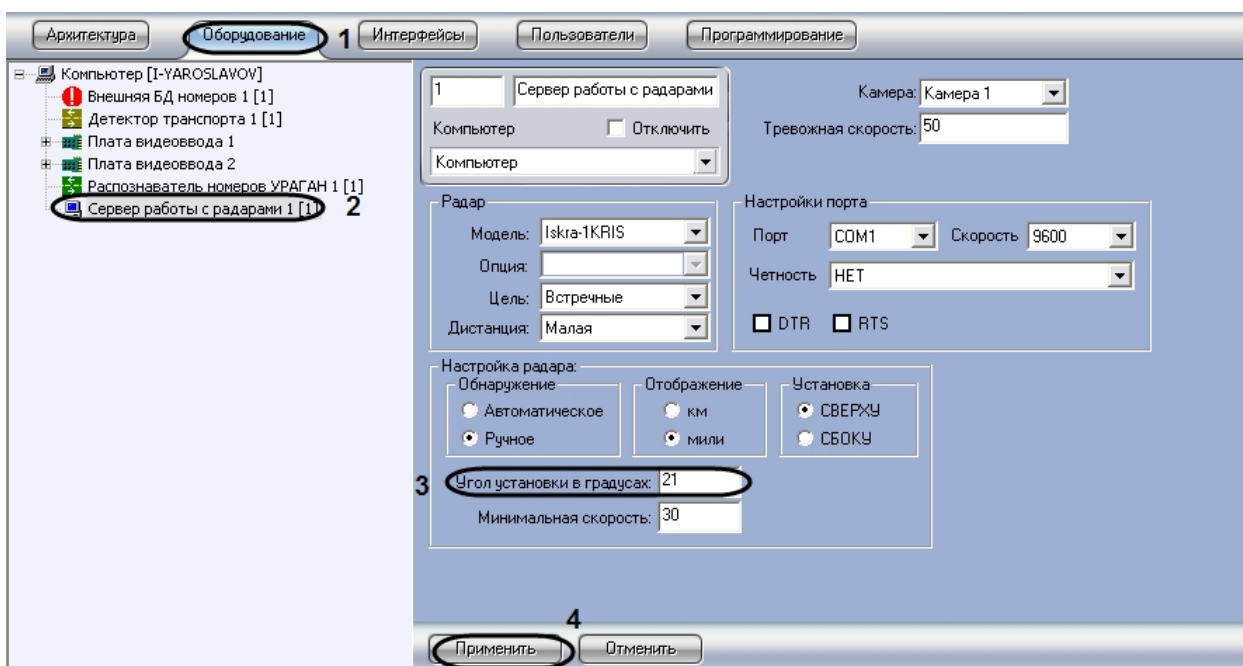 Архитектура Оборудование 1 Интерфейсы Пользователи Программирование
Компьютер [I-YAROSLAVOV]
Внешняя БД номеров 1 [1]
Детектор транспорта 1 [1]
Плата видеоввода 1
Плата видеоввода 2
Распознаватель номеров УРАГАН 1 [1]
Сервер работы с радарами 1 [1] 2
1 Сервер работы с радарами
Компьютер Отключить
Компьютер
Камера: Камера 1
Тревожная скорость: 50
Радар
Модель: Iskra-1KRIS
Опция:
Цель: Встречные
Дистанция: Малая
Настройки порта
Порт COM1 Скорость 9600
Четность НЕТ
DTR RTS
Настройка радара:
Обнаружение
Автоматическое
Ручное
Отображение
км
мили
Установка
СВЕРХУ
СБОКУ
3 Угол установки в градусах: 21
Минимальная скорость: 30
4
Применить Отменить